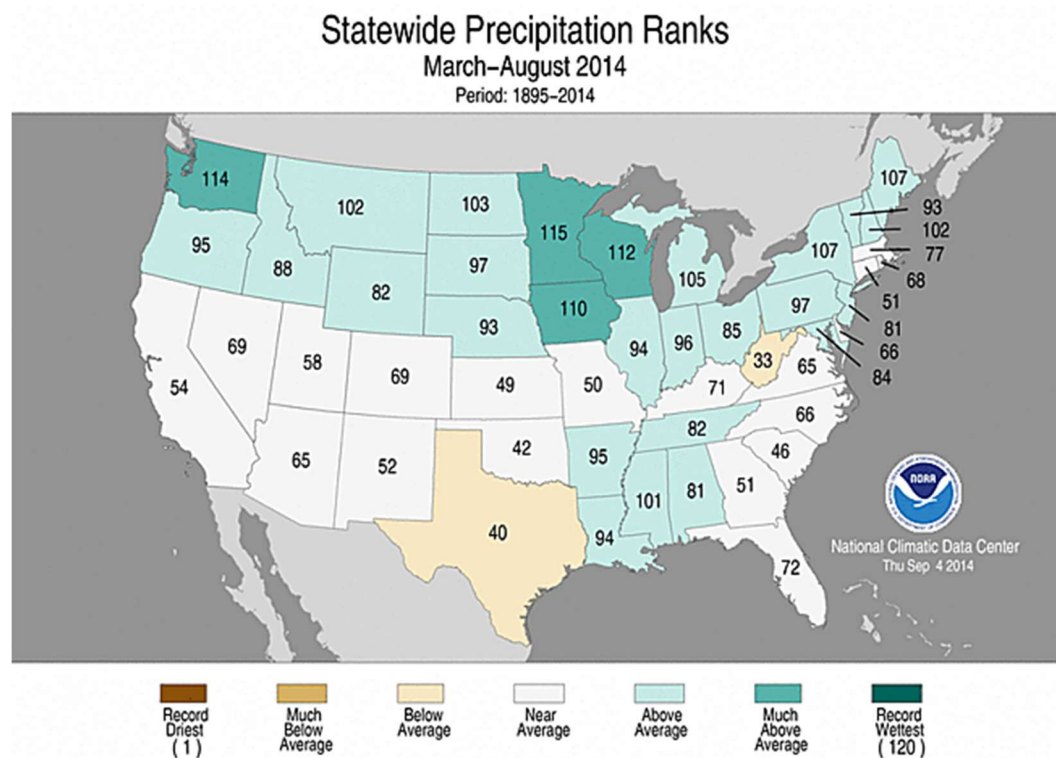 Statewide Precipitation Ranks
March–August 2014
Period: 1895–2014
114
102
103
115
112
107
93
102
77
68
51
81
66
84
95
88
82
97
93
110
105
107
97
94
96
85
33
65
54
69
58
69
49
50
71
66
65
52
42
95
82
46
40
94
101
81
51
72
NOAA
National Climatic Data Center
Thu Sep 4 2014
Record
Driest
(1)
Much
Below
Average
Below
Average
Near
Average
Above
Average
Much
Above
Average
Record
Wettest
(120)